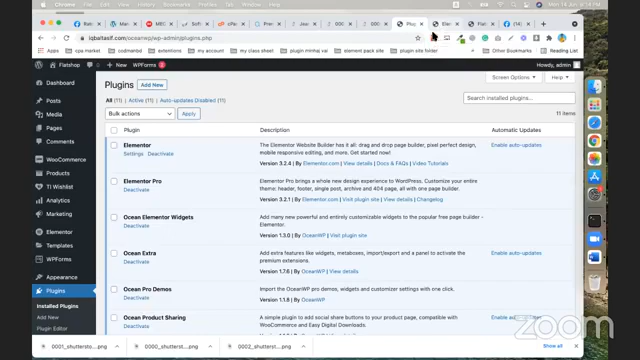 Chrome File Edit View History Bookmarks
iqbaltasif.com/oceanwp/wp-admin/plugins.php
Apps cpa market codambd extentions my class sheet plugin minhaj vai element pack site plugin site folder Other Bookmarks Reading List
Flatshop 0 New WPForms 2 Howdy, admin
Dashboard
Posts
Media
Pages
Comments
WooCommerce
Products
TI Wishlist
Analytics
Marketing
Elementor
Templates
WPForms
Appearance
Plugins
Installed Plugins
Add New
Plugin Editor
Screen Options Help
Plugins Add New
All (11) | Active (11) | Auto-updates Disabled (11)
Search installed plugins...
Bulk actions Apply 11 items
Plugin Description Automatic Updates
Elementor
Settings Deactivate
The Elementor Website Builder has it all: drag and drop page builder, pixel perfect design,
mobile responsive editing, and more. Get started now!
Version 3.2.4 | By Elementor.com | View details | Docs & FAQs | Video Tutorials
Enable auto-updates
Elementor Pro
Deactivate
Elementor Pro brings a whole new design experience to WordPress. Customize your entire
theme: header, footer, single post, archive and 404 page, all with one page builder.
Version 3.2.1 | By Elementor.com | Visit plugin site | View details | Changelog
Ocean Elementor Widgets
Deactivate
Add many new powerful and entirely customizable widgets to the popular free page builder -
Elementor.
Version 1.3.0 | By OceanWP | Visit plugin site
Ocean Extra
Deactivate
Add extra features like widgets, metaboxes, import/export and a panel to activate the
premium extensions.
Version 1.7.6 | By OceanWP | View details
Enable auto-updates
Ocean Pro Demos
Deactivate
Import the OceanWP pro demos, widgets and customizer settings with one click.
Version 1.1.8 | By OceanWP
Ocean Product Sharing
A simple plugin to add social share buttons to your product page, compatible with
WooCommerce and Easy Digital Downloads.
Enable auto-updates
0001_shuttersto....png 0000_shutterst....png 0002_shutterst....png Show all
zoom